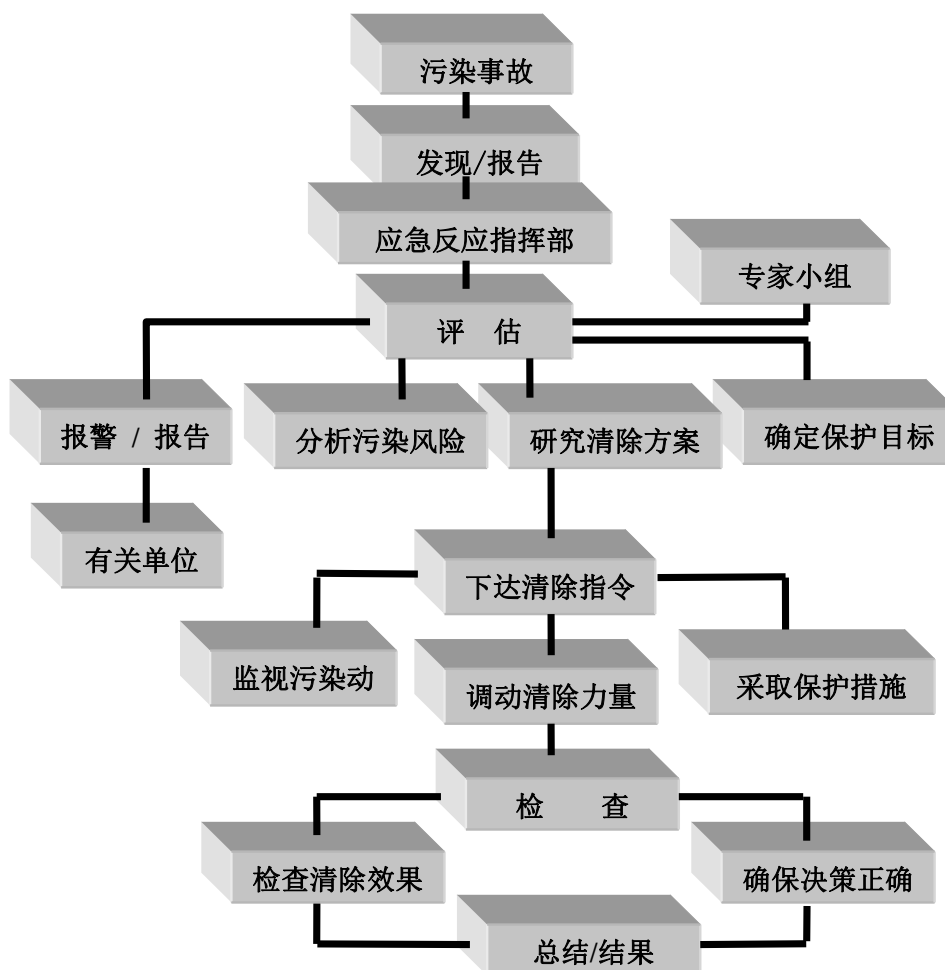 污染事故
发现/报告
应急反应指挥部
专家小组
评 估
报警 / 报告
分析污染风险
研究清除方案
确定保护目标
有关单位
下达清除指令
监视污染动
调动清除力量
采取保护措施
检 查
检查清除效果
确保决策正确
总结/结果